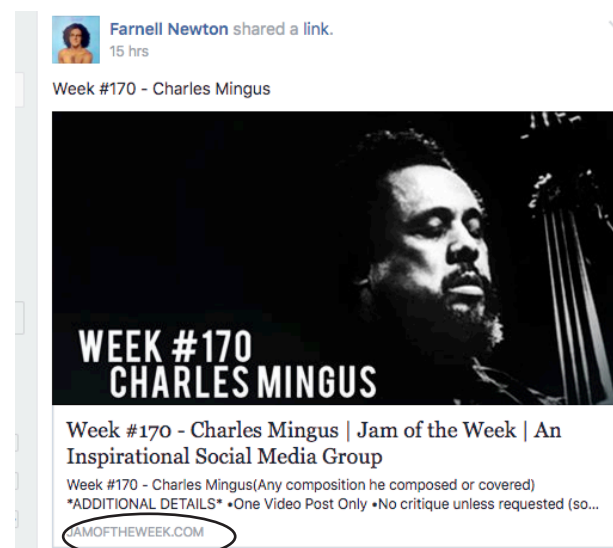 Farnell Newton shared a link.
15 hrs
Week #170 - Charles Mingus
WEEK #170
CHARLES MINGUS
Week #170 - Charles Mingus | Jam of the Week | An
Inspirational Social Media Group
Week #170 - Charles Mingus(Any composition he composed or covered)
*ADDITIONAL DETAILS* •One Video Post Only •No critique unless requested (so...
JAMOFTHEWEEK.COM